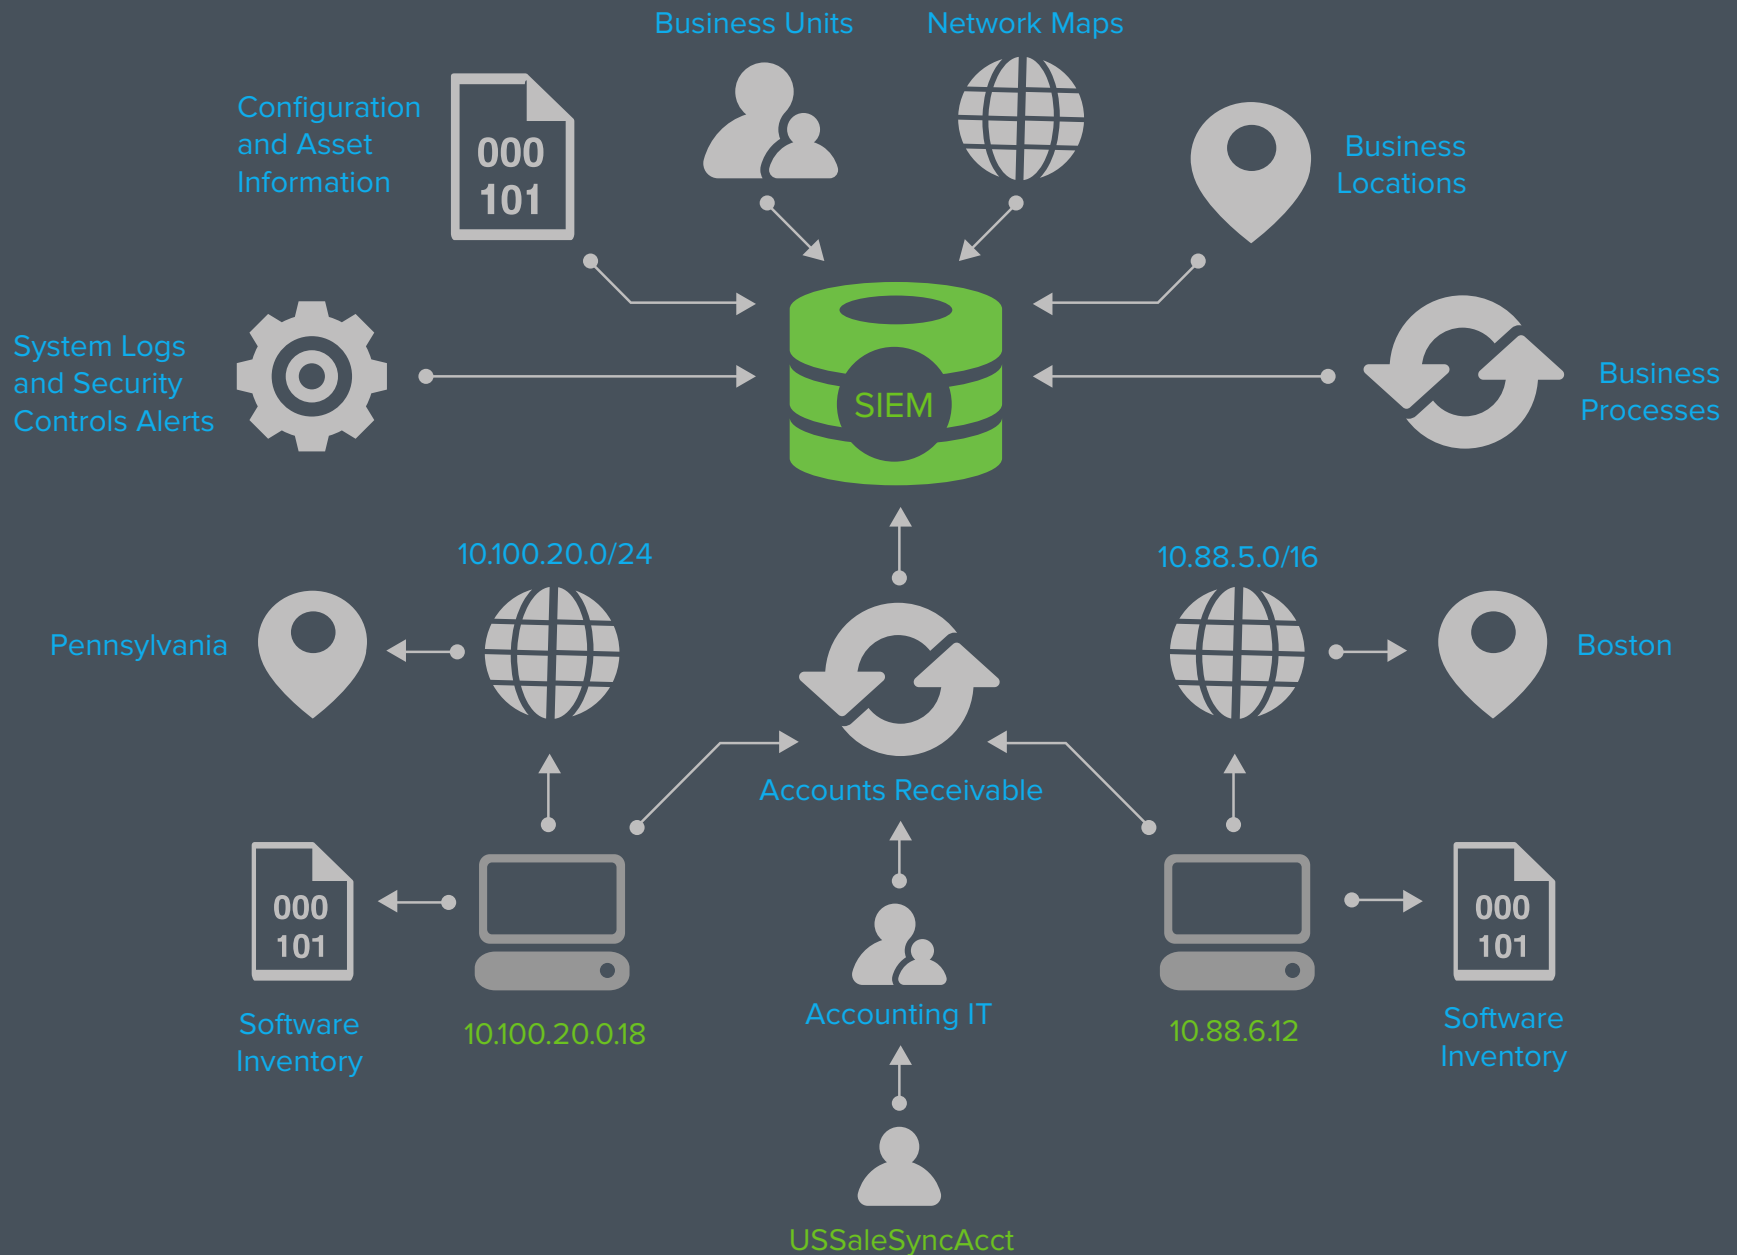 Business Units
Network Maps
Configuration
and Asset
Information
000
101
Business
Locations
System Logs
and Security
Controls Alerts
SIEM
Business
Processes
10.100.20.0/24
10.88.5.0/16
Pennsylvania
Boston
Accounts Receivable
000
101
000
101
Software
Inventory
10.100.20.0.18
Accounting IT
10.88.6.12
Software
Inventory
USSaleSyncAcct